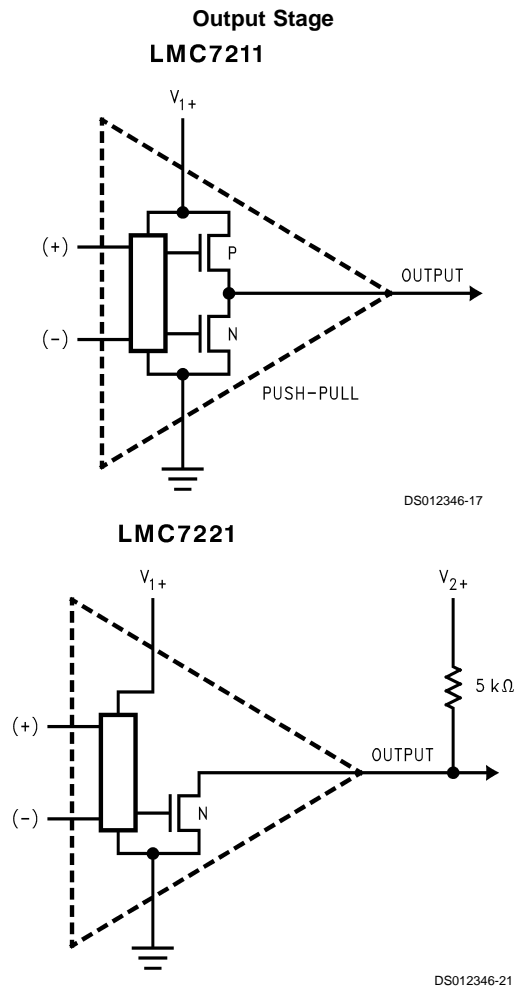 Output Stage
LMC7211
V1+
(+)
P
OUTPUT
(-)
N
PUSH-PULL
DS012346-17
LMC7221
V1+
V2+
5 kΩ
(+)
OUTPUT
(-)
N
DS012346-21